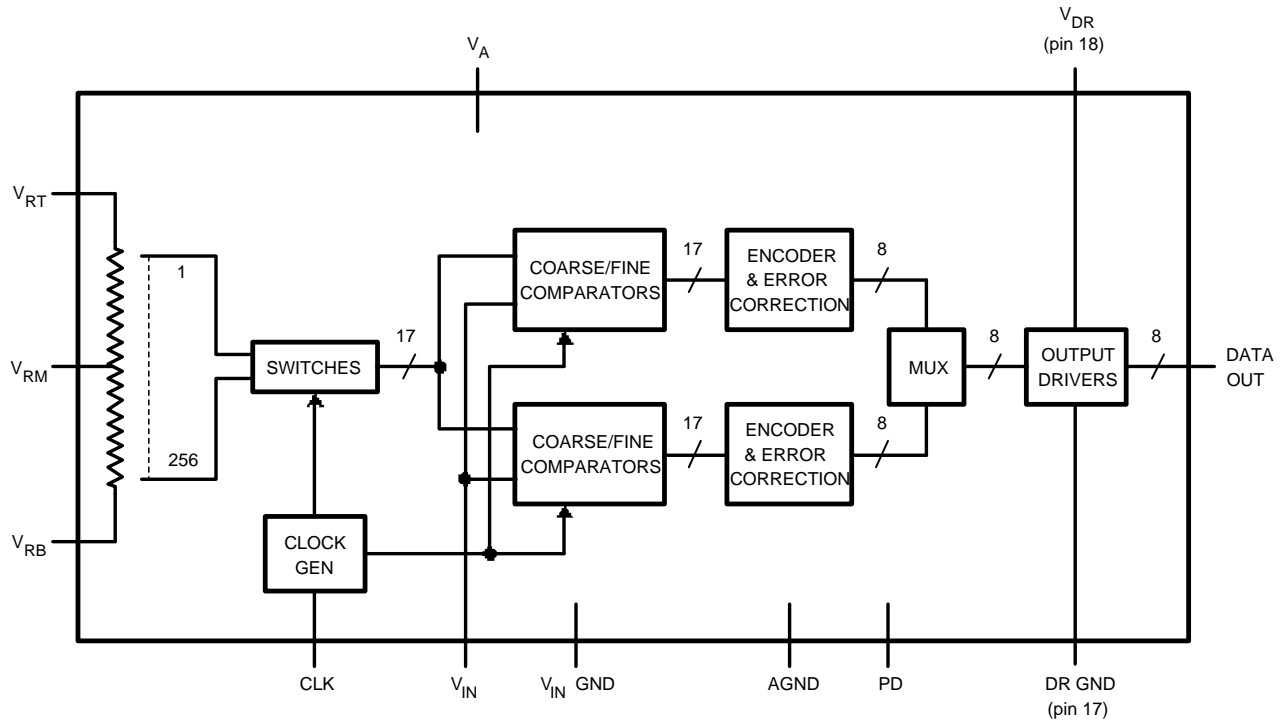 V_DR
(pin 18)
V_A
V_RT
1
17
8
COARSE/FINE
COMPARATORS
ENCODER
& ERROR
CORRECTION
17
SWITCHES
V_RM
MUX
8
OUTPUT
DRIVERS
8
DATA
OUT
256
COARSE/FINE
COMPARATORS
17
ENCODER
& ERROR
CORRECTION
8
V_RB
CLOCK
GEN
CLK
V_IN
V_IN GND
AGND
PD
DR GND
(pin 17)